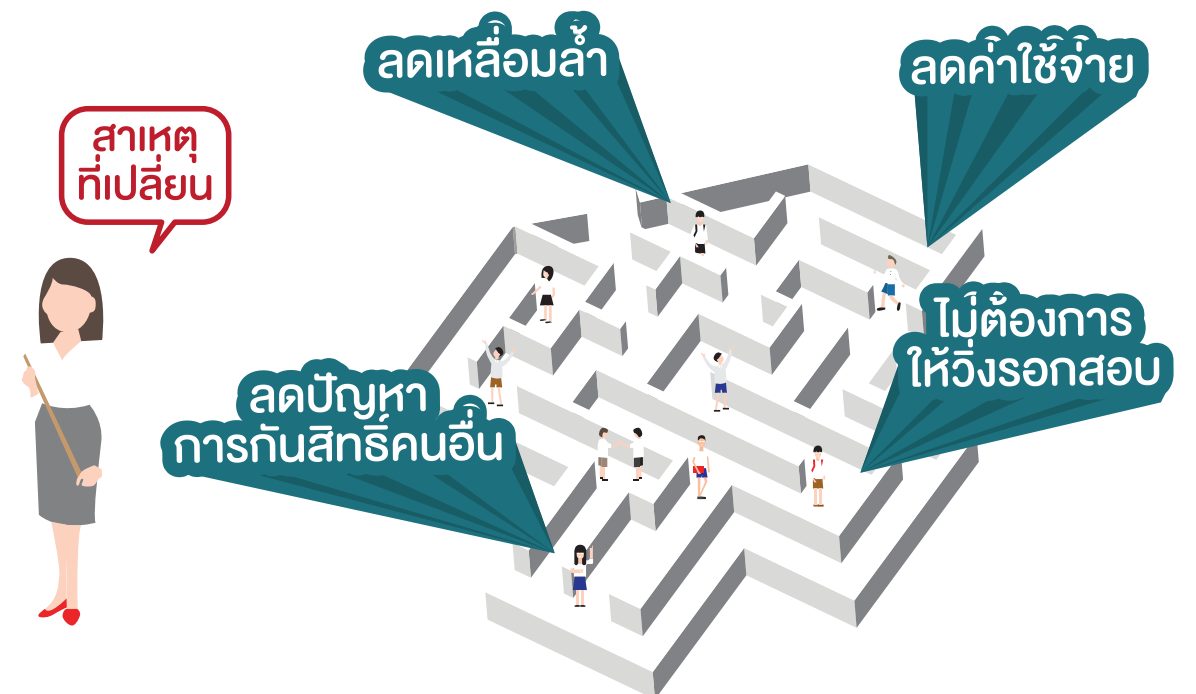 สาเหตุ
ที่เปลี่ยน
ลดเหลื่อมล้ำ
ลดค่าใช้จ่าย
ไม่ต้องการ
ให้วิ่งรอกสอบ
ลดปัญหา
การกันสิทธิ์คนอื่น